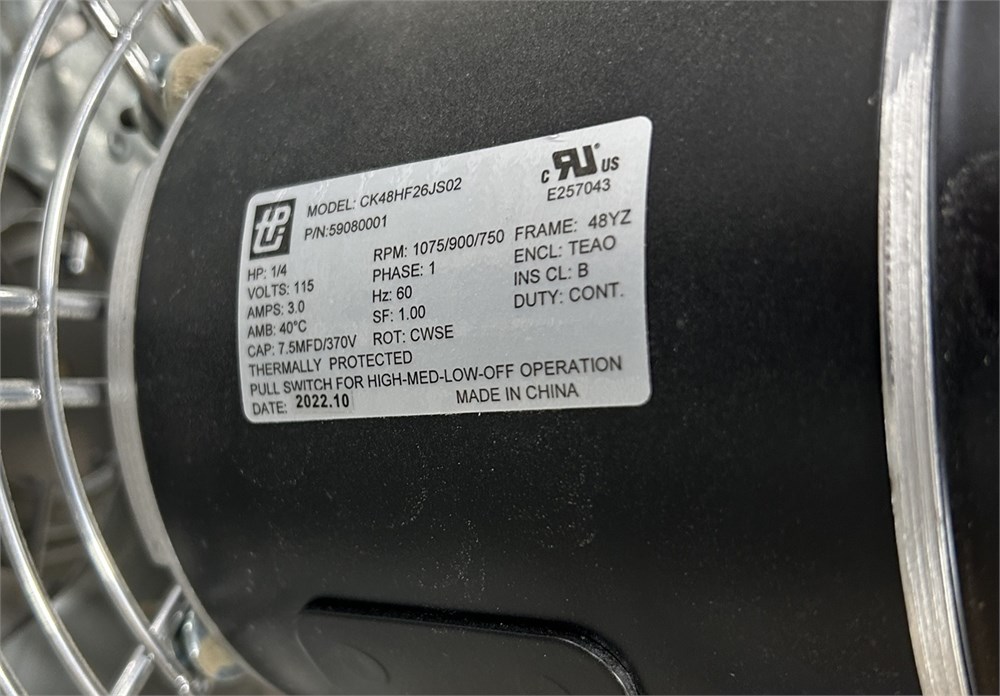 MODEL: CK48HF26JS02
P/N:59080001
c RU US
E257043
HP: 1/4
VOLTS: 115
AMPS: 3.0
AMB: 40°C
CAP: 7.5MFD/370V
RPM: 1075/900/750
PHASE: 1
Hz: 60
SF: 1.00
ROT: CWSE
FRAME: 48YZ
ENCL: TEAO
INS CL: B
DUTY: CONT.
THERMALLY PROTECTED
PULL SWITCH FOR HIGH-MED-LOW-OFF OPERATION
DATE: 2022.10
MADE IN CHINA